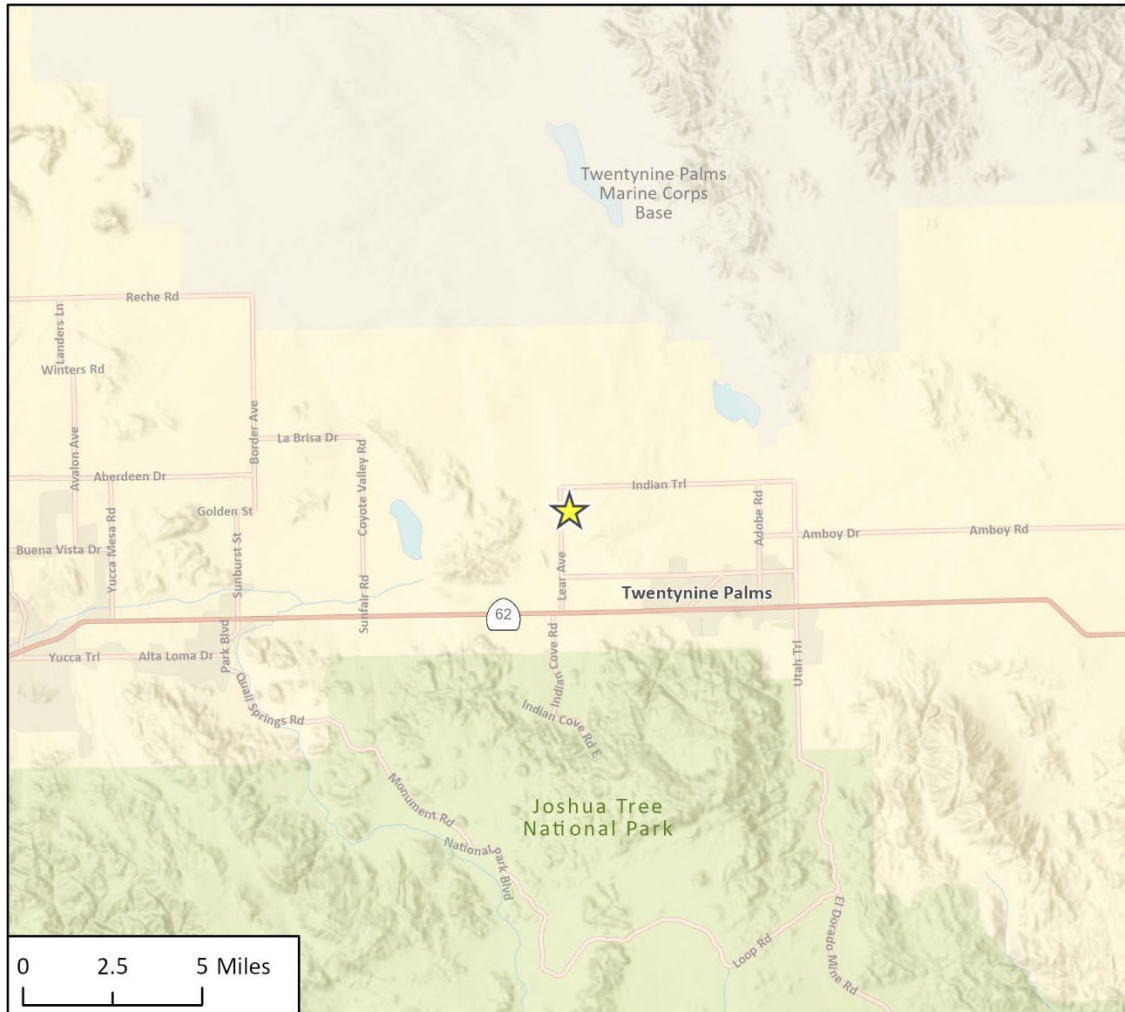 Twentynine Palms
Marine Corps
Base
Reche Rd
Landers Ln
Winters Rd
Avalon Ave
Border Ave
La Brisa Dr
Coyote Valley Rd
Aberdeen Dr
Golden St
Indian Trl
Adobe Rd
Amboy Dr
Amboy Rd
Buena Vista Dr
Yucca Mesa Rd
Sunburst St
Sunfair Rd
Lear Ave
Twentynine Palms
62
Yucca Trl
Alta Loma Dr
Park Blvd
Quail Springs Rd
Indian Cove Rd
Indian Cove Rd E
Utah Trl
Monument Rd
Joshua Tree
National Park
National
Park Blvd
Loop Rd
El Dorado Mine Rd
0 2.5 5 Miles